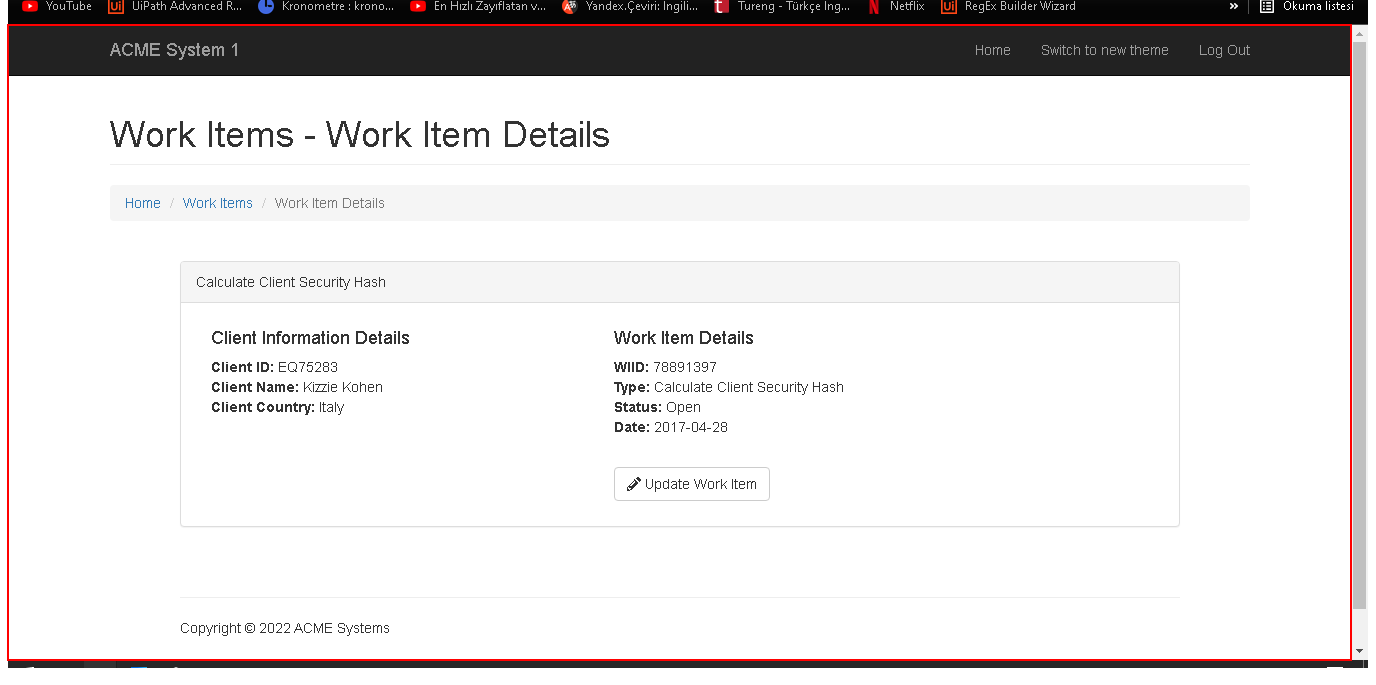 YouTube UiPath Advanced R... Kronometre : krono... En Hızlı Zayıflatan v... Yandex.Çeviri: İngili... Tureng - Türkçe İng... Netflix RegEx Builder Wizard » Okuma listesi
ACME System 1 Home Switch to new theme Log Out
Work Items - Work Item Details
Home / Work Items / Work Item Details
Calculate Client Security Hash
Client Information Details
Client ID: EQ75283
Client Name: Kizzie Kohen
Client Country: Italy
Work Item Details
WIID: 78891397
Type: Calculate Client Security Hash
Status: Open
Date: 2017-04-28
Update Work Item
Copyright © 2022 ACME Systems